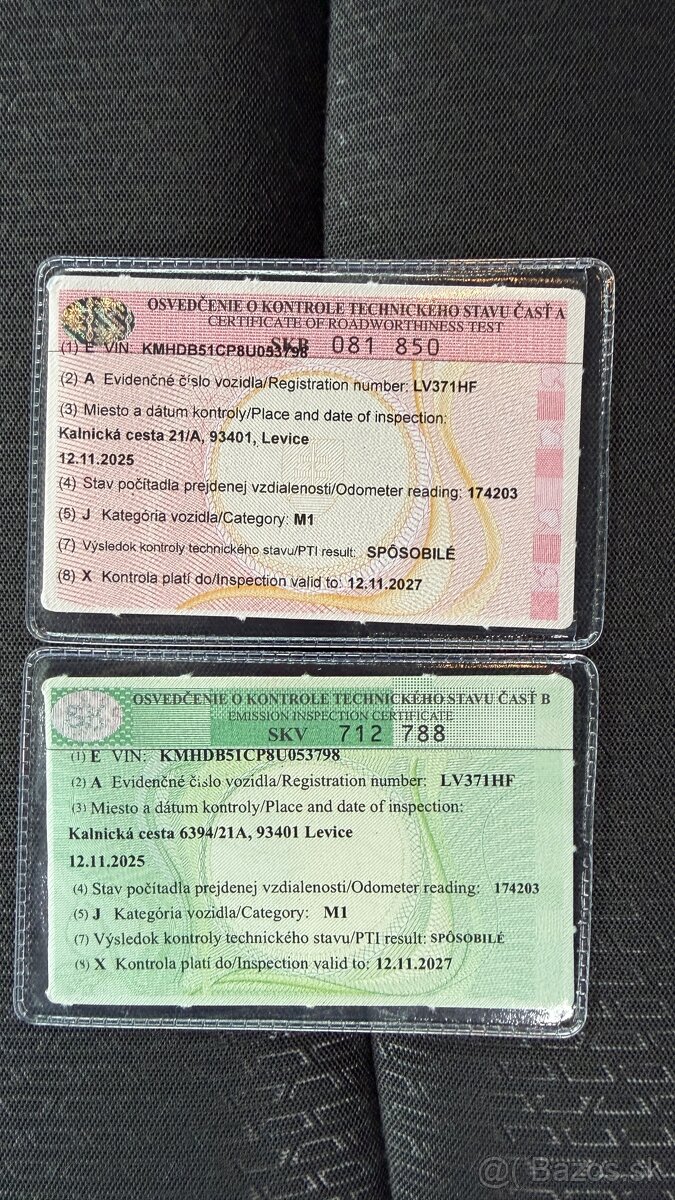 OSVEDČENIE O KONTROLE TECHNICKÉHO STAVU ČASŤ A
CERTIFICATE OF ROADWORTHINESS TEST
SKB 081 850
(1) E VIN: KMHDB51CP8U053798
(2) A Evidenčné číslo vozidla/Registration number: LV371HF
(3) Miesto a dátum kontroly/Place and date of inspection:
Kalnická cesta 21/A, 93401, Levice
12.11.2025
(4) Stav počítadla prejdenej vzdialenosti/Odometer reading: 174203
(5) J Kategória vozidla/Category: M1
(7) Výsledok kontroly technického stavu/PTI result: SPÔSOBILÉ
(8) X Kontrola platí do/Inspection valid to: 12.11.2027
OSVEDČENIE O KONTROLE TECHNICKÉHO STAVU ČASŤ B
EMISSION INSPECTION CERTIFICATE
SKV 712 788
(1) E VIN: KMHDB51CP8U053798
(2) A Evidenčné číslo vozidla/Registration number: LV371HF
(3) Miesto a dátum kontroly/Place and date of inspection:
Kalnická cesta 6394/21A, 93401 Levice
12.11.2025
(4) Stav počítadla prejdenej vzdialenosti/Odometer reading: 174203
(5) J Kategória vozidla/Category: M1
(7) Výsledok kontroly technického stavu/PTI result: SPÔSOBILÉ
(8) X Kontrola platí do/Inspection valid to: 12.11.2027
Bazos.sk